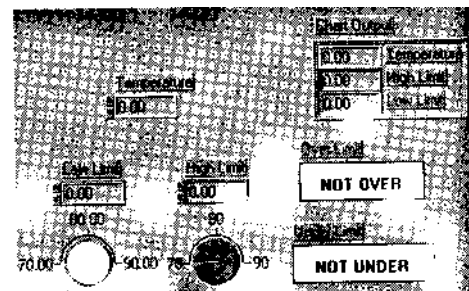 Chart Output
0.00 Temperature
0.00 High Limit
0.00 Low Limit
Temperature
0.00
Low Limit
0.00
High Limit
0.00
Over Limit
NOT OVER
80.00
70.00 90.00
80
70 90
Under Limit
NOT UNDER